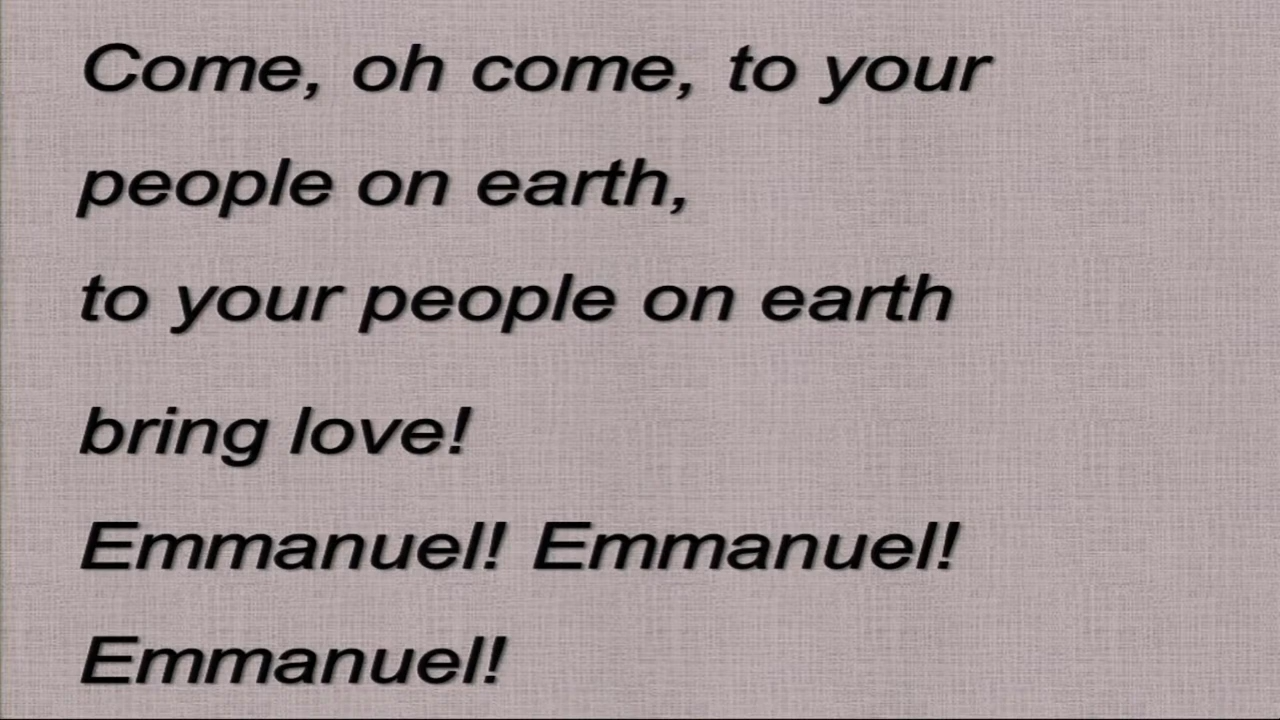 Come, oh come, to your
people on earth,
to your people on earth
bring love!
Emmanuel! Emmanuel!
Emmanuel!